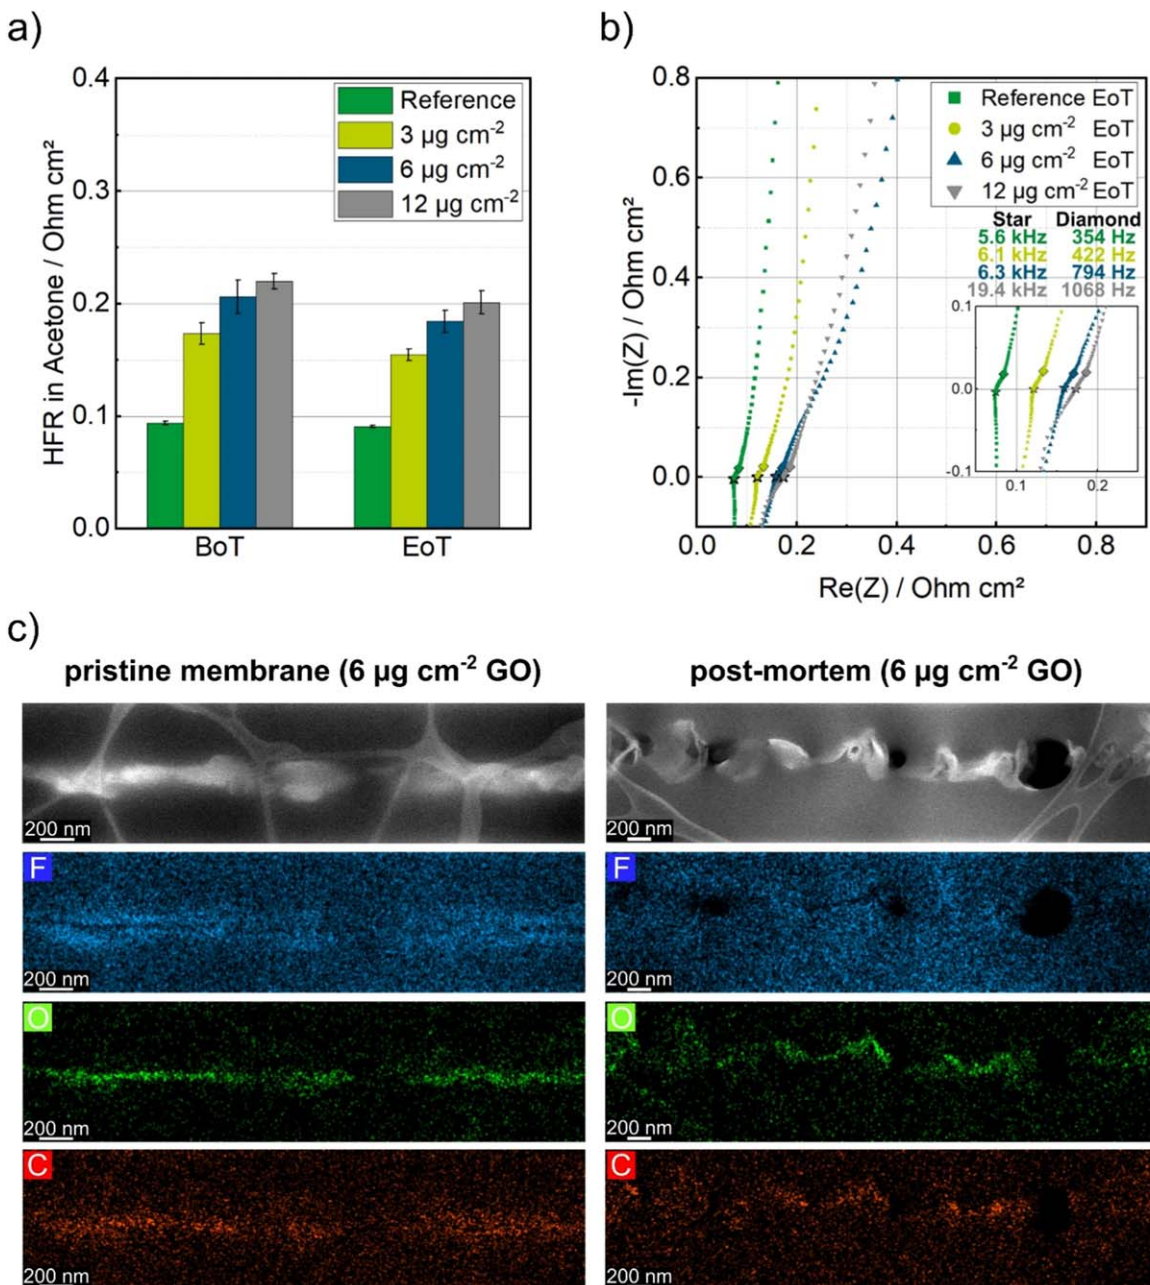 a)
HFR in Acetone / Ohm cm²
0.4
0.3
0.2
0.1
0.0
BoT
EoT
Reference
3 µg cm⁻²
6 µg cm⁻²
12 µg cm⁻²
b)
-Im(Z) / Ohm cm²
0.8
0.6
0.4
0.2
0.0
0.0 0.2 0.4 0.6 0.8
Re(Z) / Ohm cm²
Reference EoT
3 µg cm⁻² EoT
6 µg cm⁻² EoT
12 µg cm⁻² EoT
Star Diamond
5.6 kHz 354 Hz
6.1 kHz 422 Hz
6.3 kHz 794 Hz
19.4 kHz 1068 Hz
0.1
0.0
-0.1
0.1 0.2
c)
pristine membrane (6 µg cm⁻² GO)
post-mortem (6 µg cm⁻² GO)
200 nm
200 nm
F
200 nm
F
200 nm
O
200 nm
O
200 nm
C
200 nm
C
200 nm